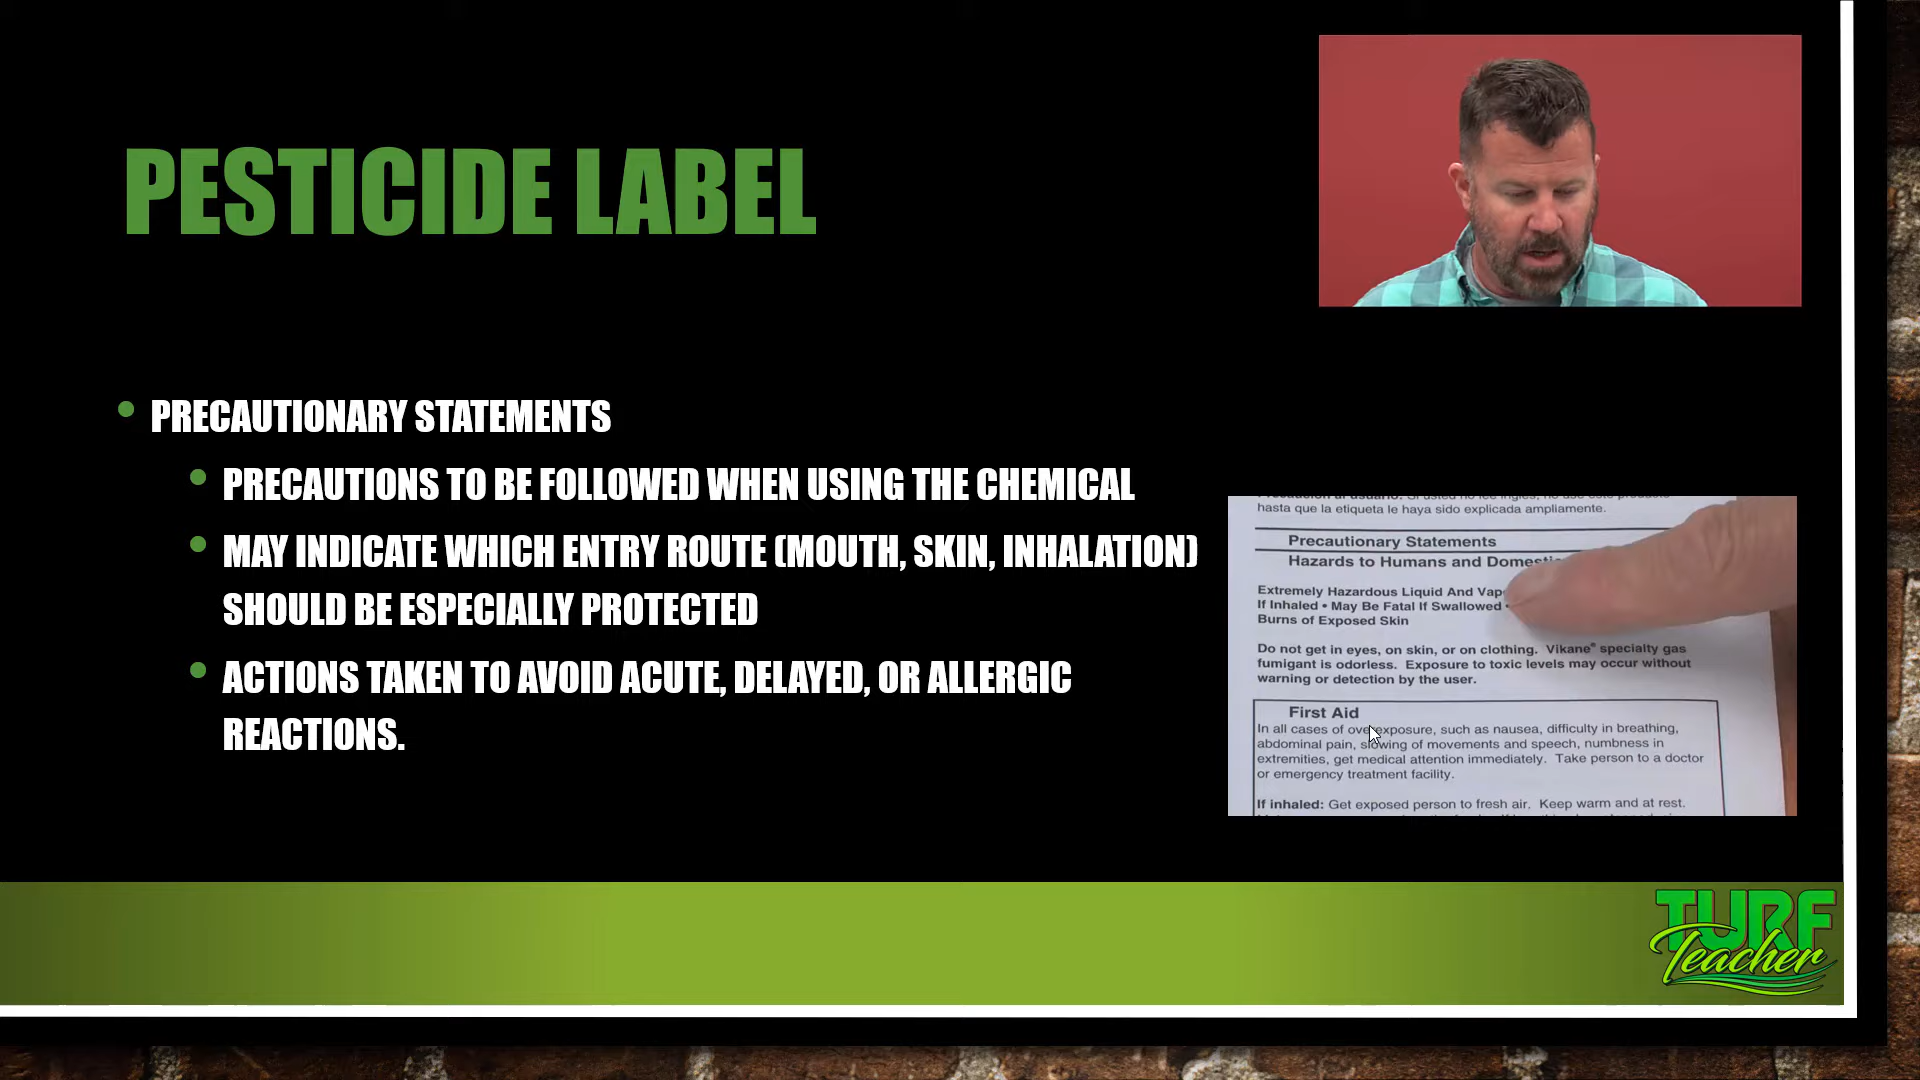 PESTICIDE LABEL
• PRECAUTIONARY STATEMENTS
• PRECAUTIONS TO BE FOLLOWED WHEN USING THE CHEMICAL
• MAY INDICATE WHICH ENTRY ROUTE (MOUTH, SKIN, INHALATION)
SHOULD BE ESPECIALLY PROTECTED
• ACTIONS TAKEN TO AVOID ACUTE, DELAYED, OR ALLERGIC
REACTIONS.
hasta que la etiqueta le haya sido explicada ampliamente.
Precautionary Statements
Hazards to Humans and
Extremely Hazardous Liquid And
If Inhaled • May Be Fatal If Swallowed •
Burns of Exposed Skin
Do not get in eyes, on skin, or on clothing. Vikane® specialty gas
fumigant is odorless. Exposure to toxic levels may occur without
warning or detection by the user.
First Aid
In all cases of overexposure, such as nausea, difficulty in breathing,
abdominal pain, slowing of movements and speech, numbness in
extremities, get medical attention immediately. Take person to a doctor
or emergency treatment facility.
If inhaled: Get exposed person to fresh air. Keep warm and at rest.
TURF
Teacher